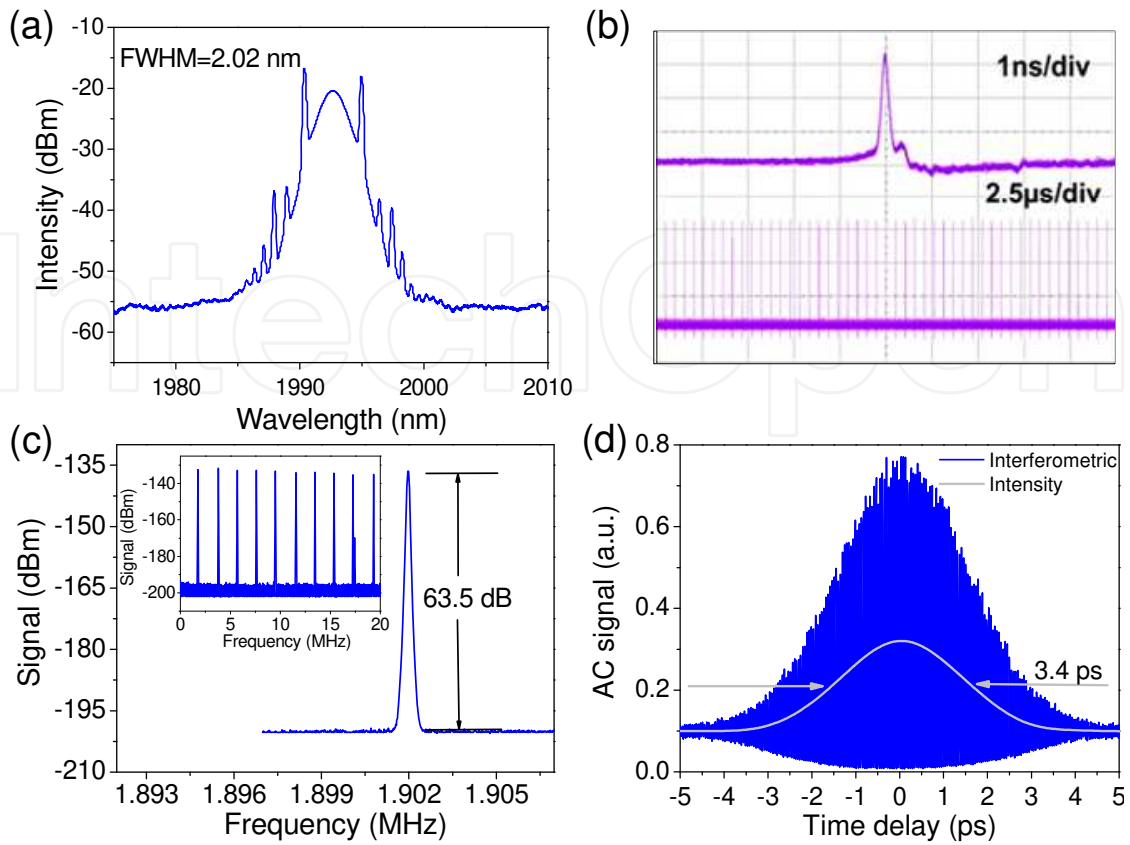 (a)
FWHM=2.02 nm
Intensity (dBm)
-10
-20
-30
-40
-50
-60
1980
1990
2000
2010
Wavelength (nm)
(b)
1ns/div
2.5µs/div
(c)
Signal (dBm)
-135
-150
-165
-180
-195
-210
1.893
1.896
1.899
1.902
1.905
Frequency (MHz)
63.5 dB
Signal (dBm)
-140
-160
-180
-200
0
5
10
15
20
Frequency (MHz)
(d)
AC signal (a.u.)
0.8
0.6
0.4
0.2
0.0
Interferometric
Intensity
3.4 ps
-5
-4
-3
-2
-1
0
1
2
3
4
5
Time delay (ps)
IntechOpen